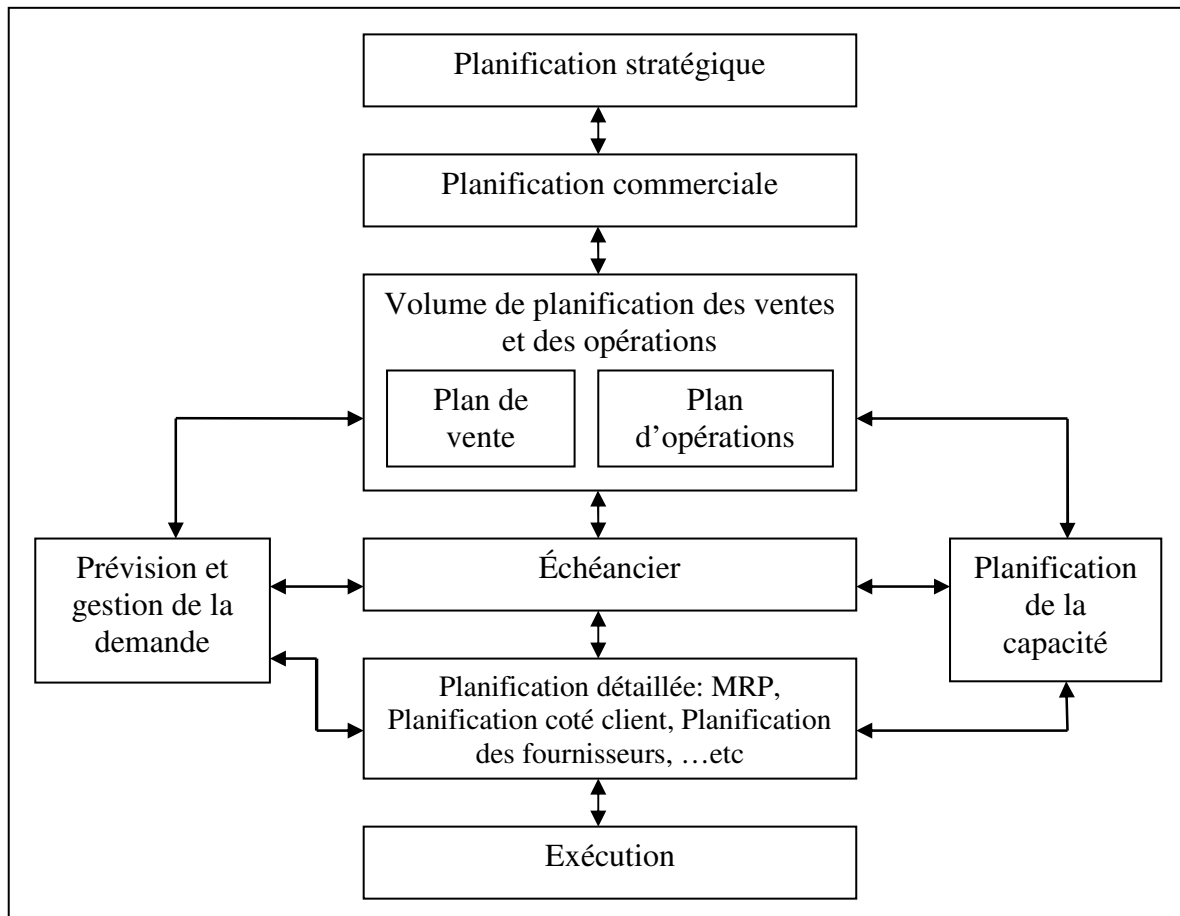 Planification stratégique
Planification commerciale
Volume de planification des ventes
et des opérations
Plan de
vente
Plan
d’opérations
Prévision et
gestion de la
demande
Échéancier
Planification
de la
capacité
Planification détaillée: MRP,
Planification coté client, Planification
des fournisseurs, …etc
Exécution